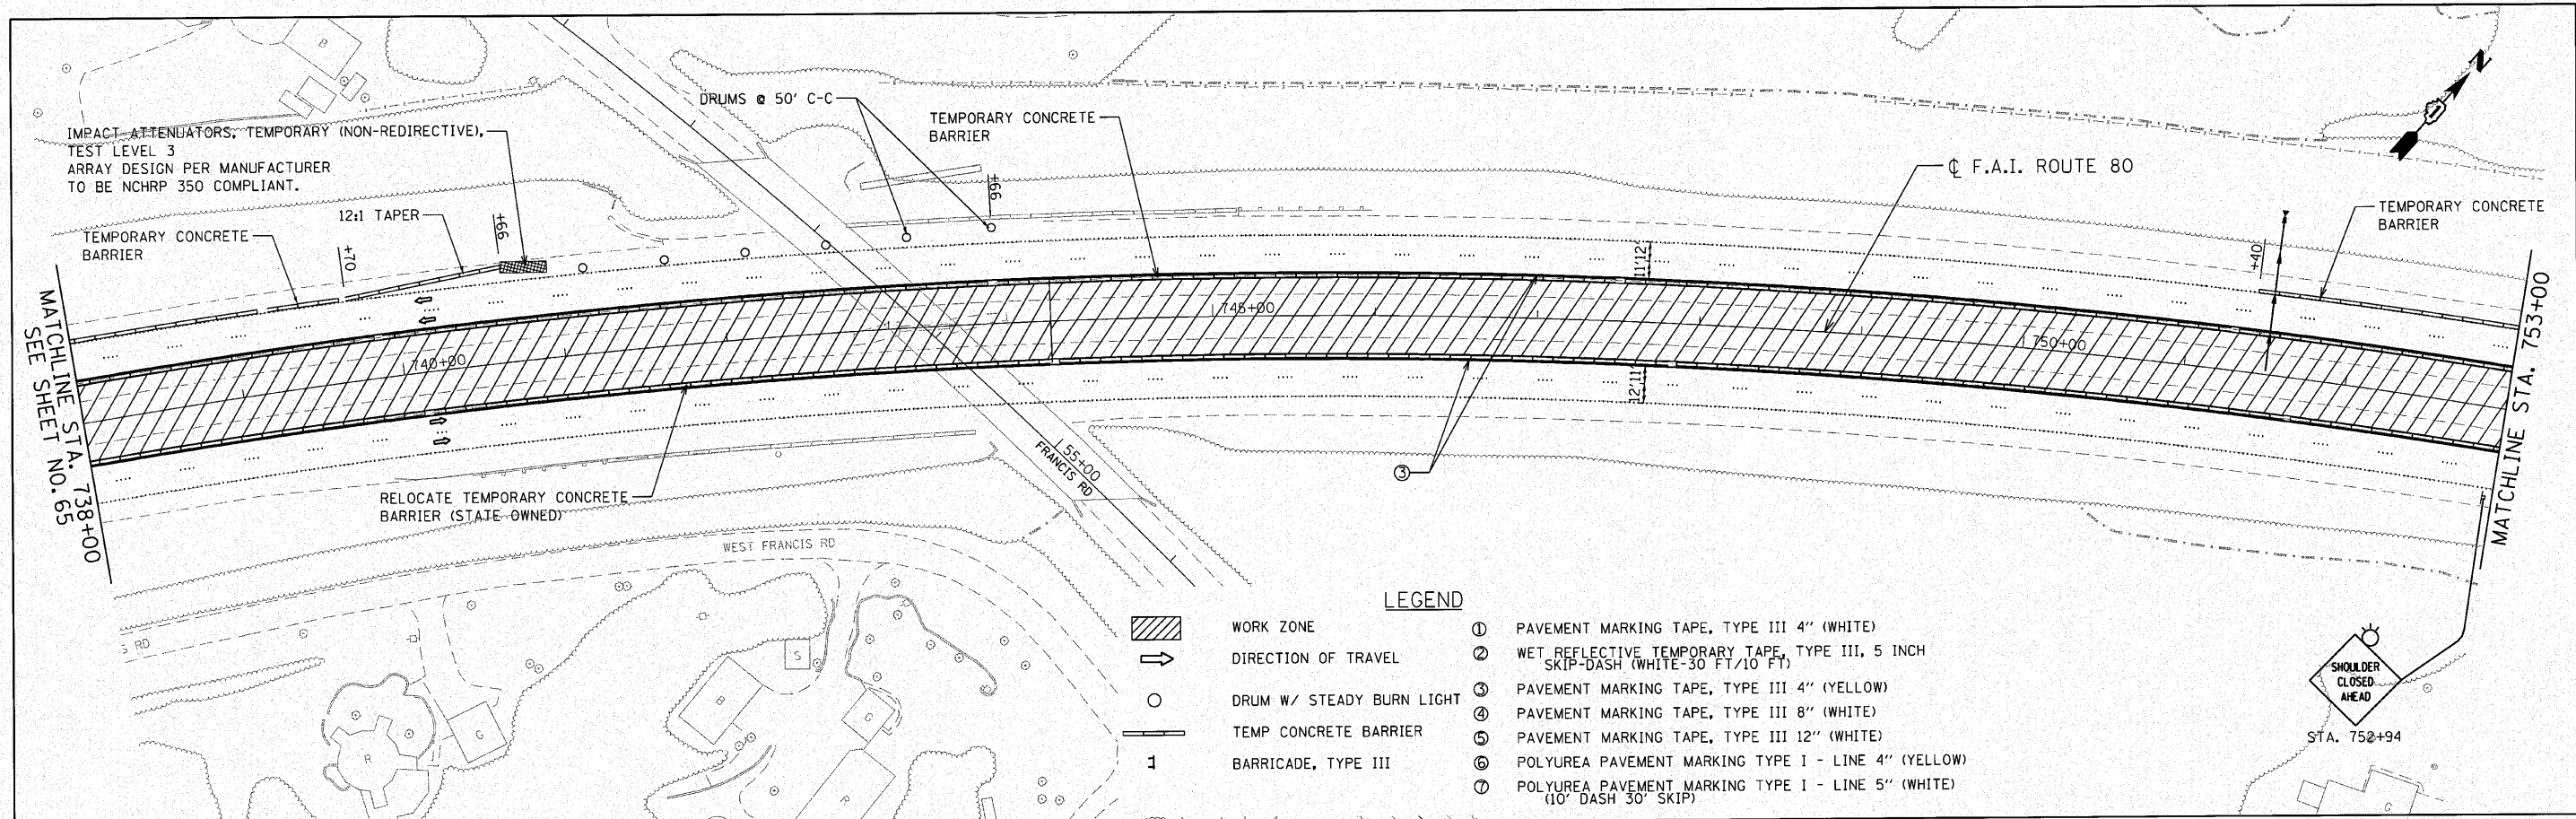 IMPACT ATTENUATORS, TEMPORARY (NON-REDIRECTIVE),
TEST LEVEL 3
ARRAY DESIGN PER MANUFACTURER
TO BE NCHRP 350 COMPLIANT.
12:1 TAPER
TEMPORARY CONCRETE
BARRIER
+70
+66
DRUMS @ 50' C-C
TEMPORARY CONCRETE
BARRIER
+66
℄ F.A.I. ROUTE 80
N
TEMPORARY CONCRETE
BARRIER
+40
11'
12'
12'
11'
740+00
745+00
750+00
MATCHLINE STA. 738+00
SEE SHEET NO. 65
MATCHLINE STA. 753+00
RELOCATE TEMPORARY CONCRETE
BARRIER (STATE OWNED)
55+00
FRANCIS RD
WEST FRANCIS RD
S RD
3
B
S
B
G
R
G
R
G
SHOULDER
CLOSED
AHEAD
STA. 752+94
LEGEND
WORK ZONE
DIRECTION OF TRAVEL
DRUM W/ STEADY BURN LIGHT
TEMP CONCRETE BARRIER
BARRICADE, TYPE III
1 PAVEMENT MARKING TAPE, TYPE III 4" (WHITE)
2 WET REFLECTIVE TEMPORARY TAPE, TYPE III, 5 INCH
SKIP-DASH (WHITE-30 FT/10 FT)
3 PAVEMENT MARKING TAPE, TYPE III 4" (YELLOW)
4 PAVEMENT MARKING TAPE, TYPE III 8" (WHITE)
5 PAVEMENT MARKING TAPE, TYPE III 12" (WHITE)
6 POLYUREA PAVEMENT MARKING TYPE I - LINE 4" (YELLOW)
7 POLYUREA PAVEMENT MARKING TYPE I - LINE 5" (WHITE)
(10' DASH 30' SKIP)